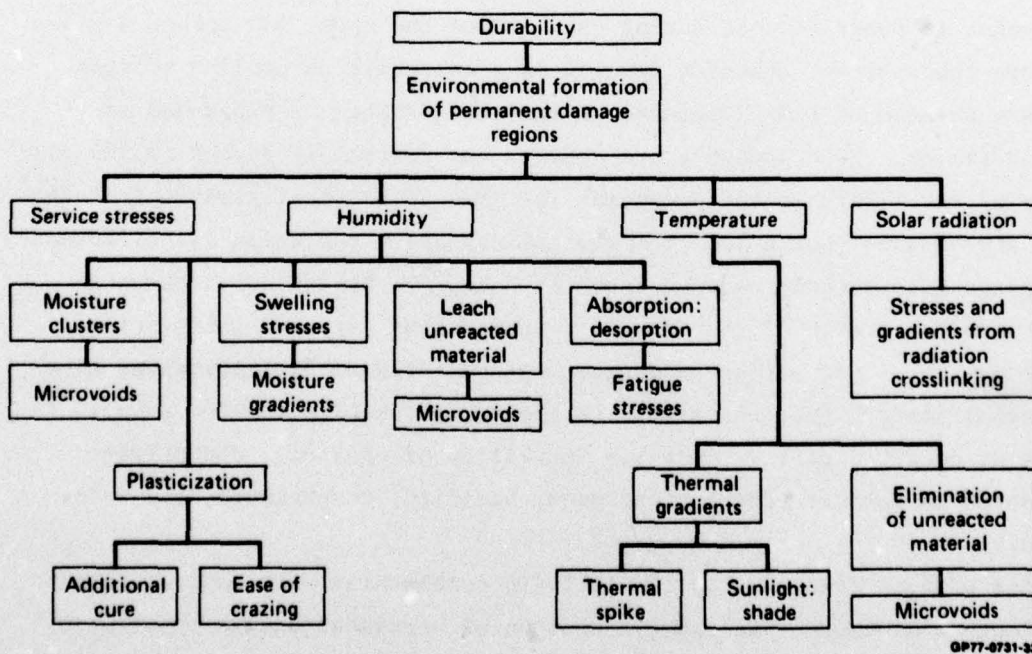 Durability
Environmental formation
of permanent damage
regions
Service stresses
Humidity
Temperature
Solar radiation
Moisture
clusters
Microvoids
Swelling
stresses
Moisture
gradients
Leach
unreacted
material
Microvoids
Absorption:
desorption
Fatigue
stresses
Stresses and
gradients from
radiation
crosslinking
Plasticization
Additional
cure
Ease of
crazing
Thermal
gradients
Thermal
spike
Sunlight:
shade
Elimination
of unreacted
material
Microvoids